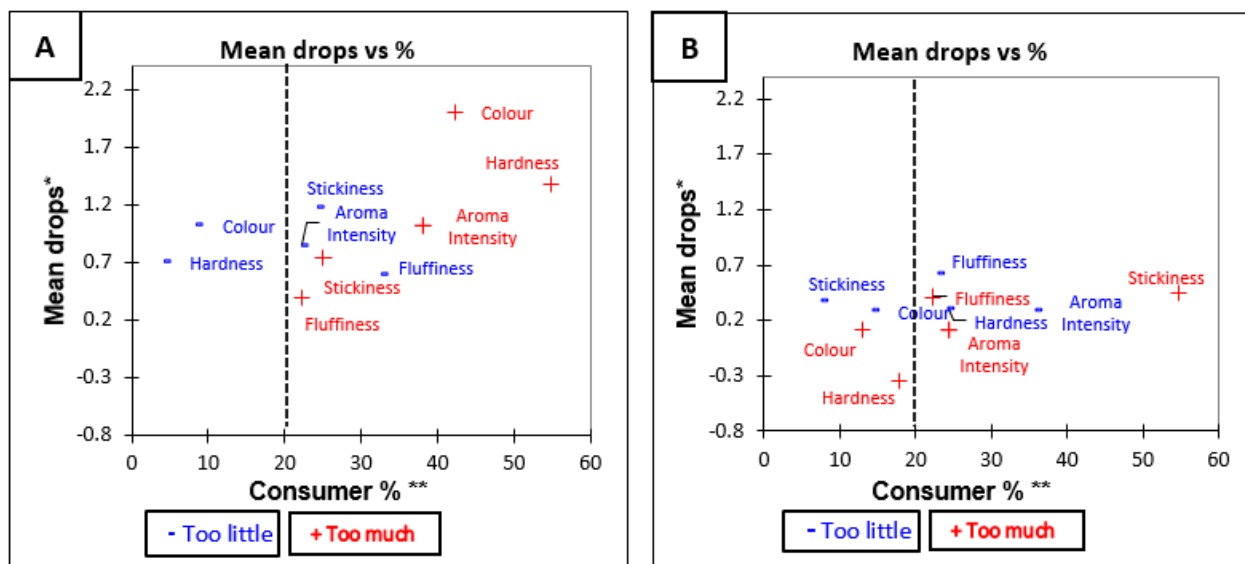 A
Mean drops vs %
2.2
1.7
1.2
0.7
0.2
-0.3
-0.8
Mean drops*
Colour
Hardness
Stickiness
Aroma
Intensity
Aroma
Intensity
Colour
Hardness
Fluffiness
Stickiness
Fluffiness
0 10 20 30 40 50 60
Consumer % **
- Too little
+ Too much
B
Mean drops vs %
2.2
1.7
1.2
0.7
0.2
-0.3
-0.8
Mean drops*
Fluffiness
Stickiness
Stickiness
Fluffiness
Colour
Hardness
Aroma
Intensity
Colour
Aroma
Intensity
Hardness
0 10 20 30 40 50 60
Consumer % **
- Too little
+ Too much